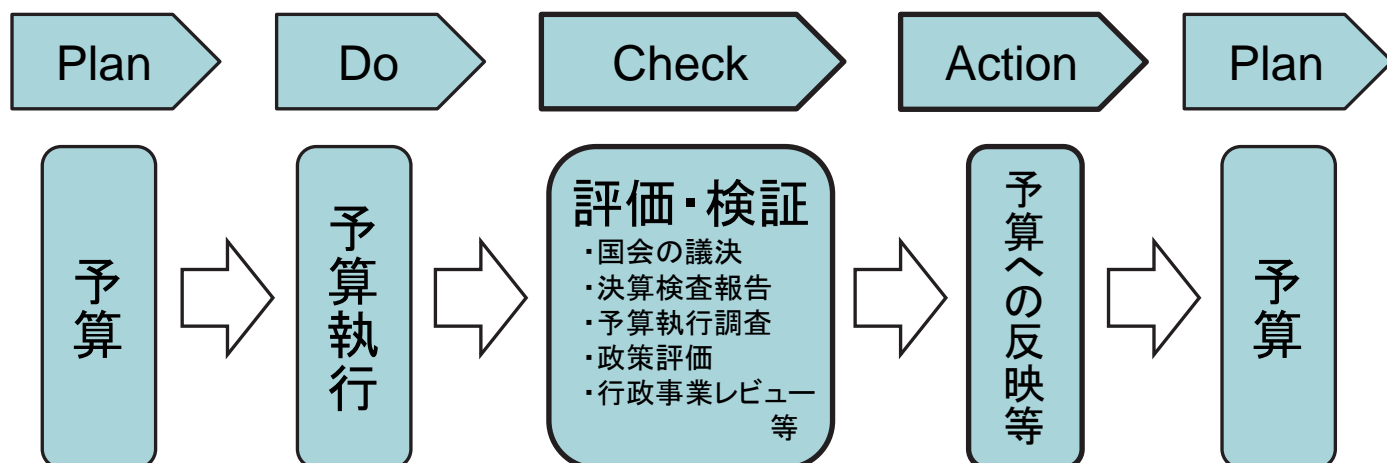 Plan
Do
Check
Action
Plan
予算
予算執行
評価・検証
・国会の議決
・決算検査報告
・予算執行調査
・政策評価
・行政事業レビュー
等
予算への反映等
予算